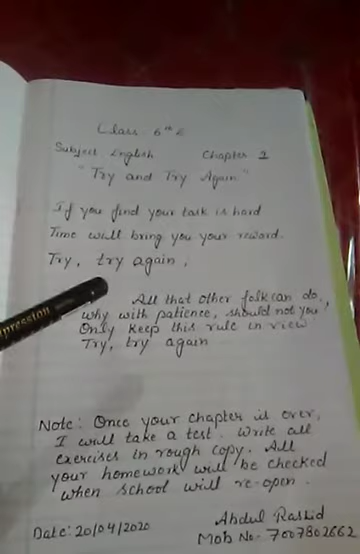 Class - 6th E
Subject English Chapter 2
"Try and Try Again"
If you find your task is hard
Time will bring you your reward.
Try, try again,
All that other folk can do,
why with patience, should not you
Only keep this rule in view
Try, try again
Note: Once your chapter is over,
I will take a test. Write all
exercises in rough copy. All
your homework will be checked
when school will re-open.
Date: 20/04/2020
Abdul Rashid
Mob No- 7007802662
pression